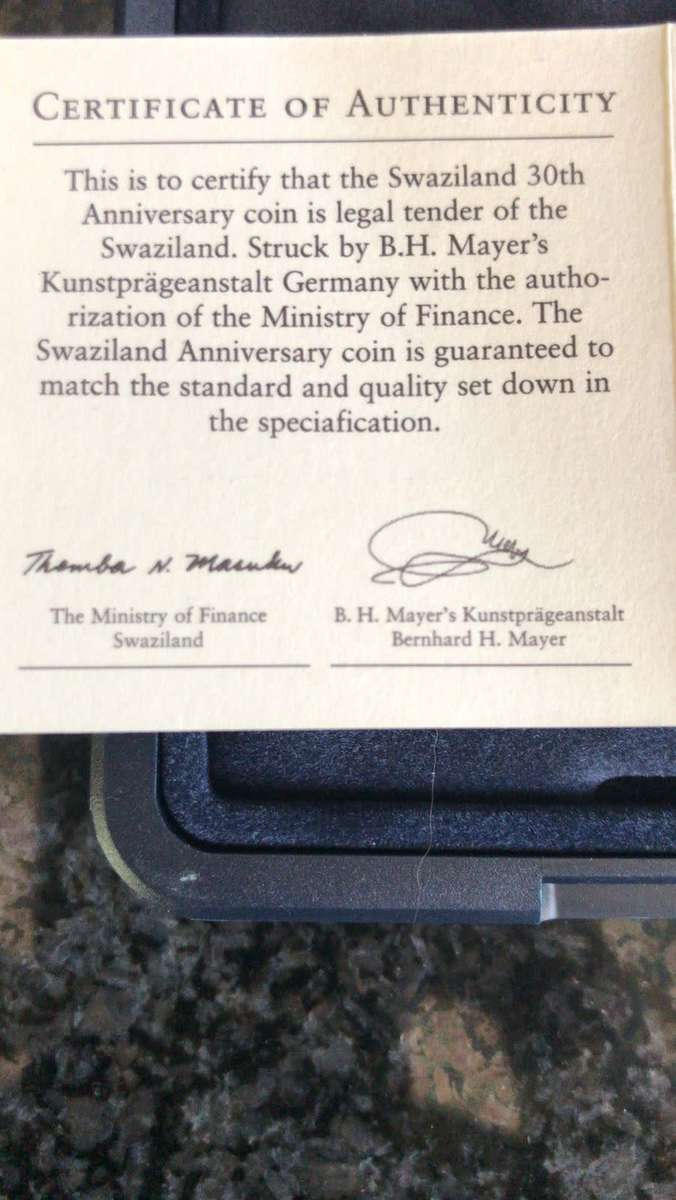 CERTIFICATE OF AUTHENTICITY
This is to certify that the Swaziland 30th
Anniversary coin is legal tender of the
Swaziland. Struck by B.H. Mayer's
Kunstprägeanstalt Germany with the autho-
rization of the Ministry of Finance. The
Swaziland Anniversary coin is guaranteed to
match the standard and quality set down in
the speciafication.
Themba N. Masuku
The Ministry of Finance
Swaziland
B. H. Mayer's Kunstprägeanstalt
Bernhard H. Mayer